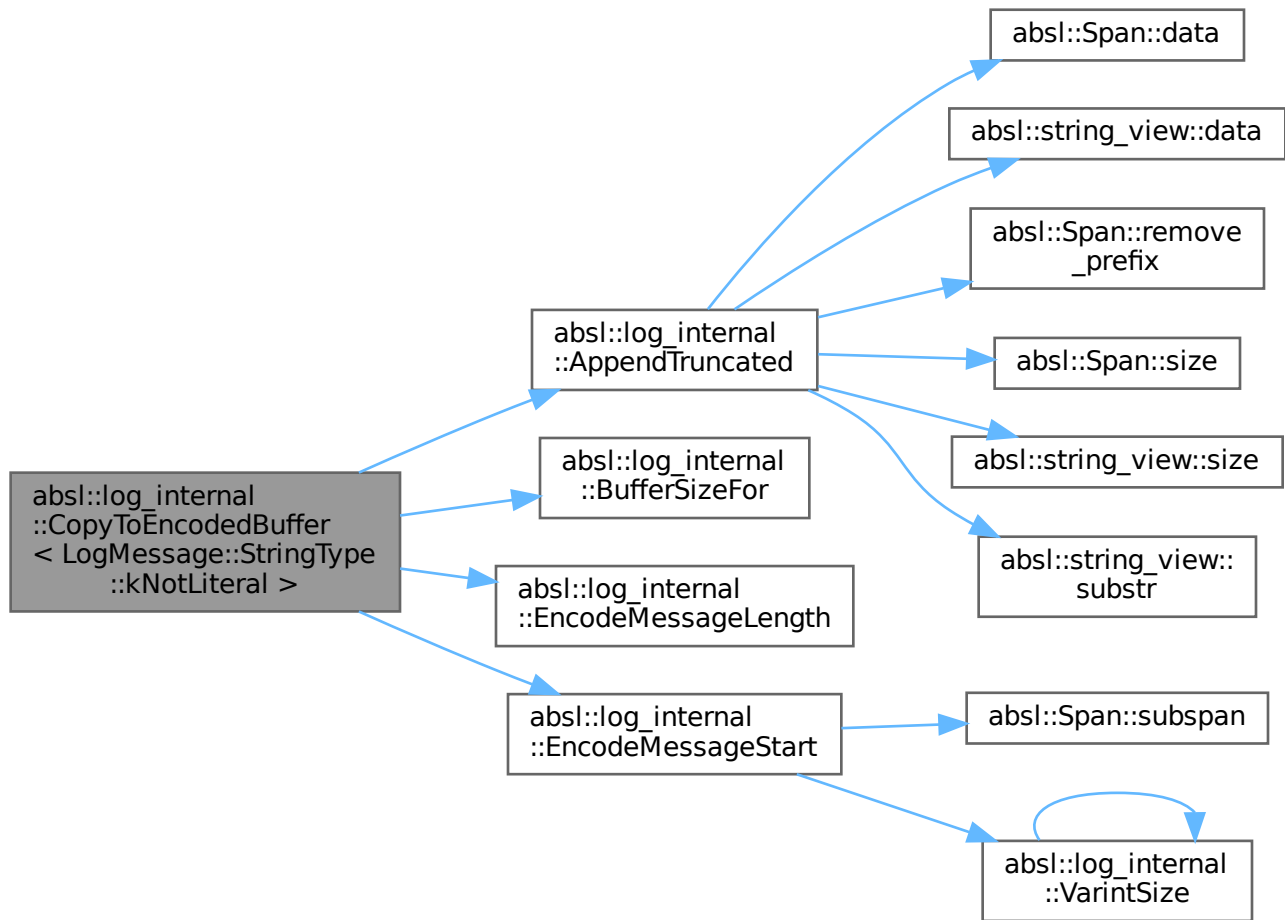 absl::log_internal
::CopyToEncodedBuffer
< LogMessage::StringType
::kNotLiteral >
absl::log_internal
::AppendTruncated
absl::log_internal
::BufferSizeFor
absl::log_internal
::EncodeMessageLength
absl::log_internal
::EncodeMessageStart
absl::Span::data
absl::string_view::data
absl::Span::remove
_prefix
absl::Span::size
absl::string_view::size
absl::string_view::
substr
absl::Span::subspan
absl::log_internal
::VarintSize